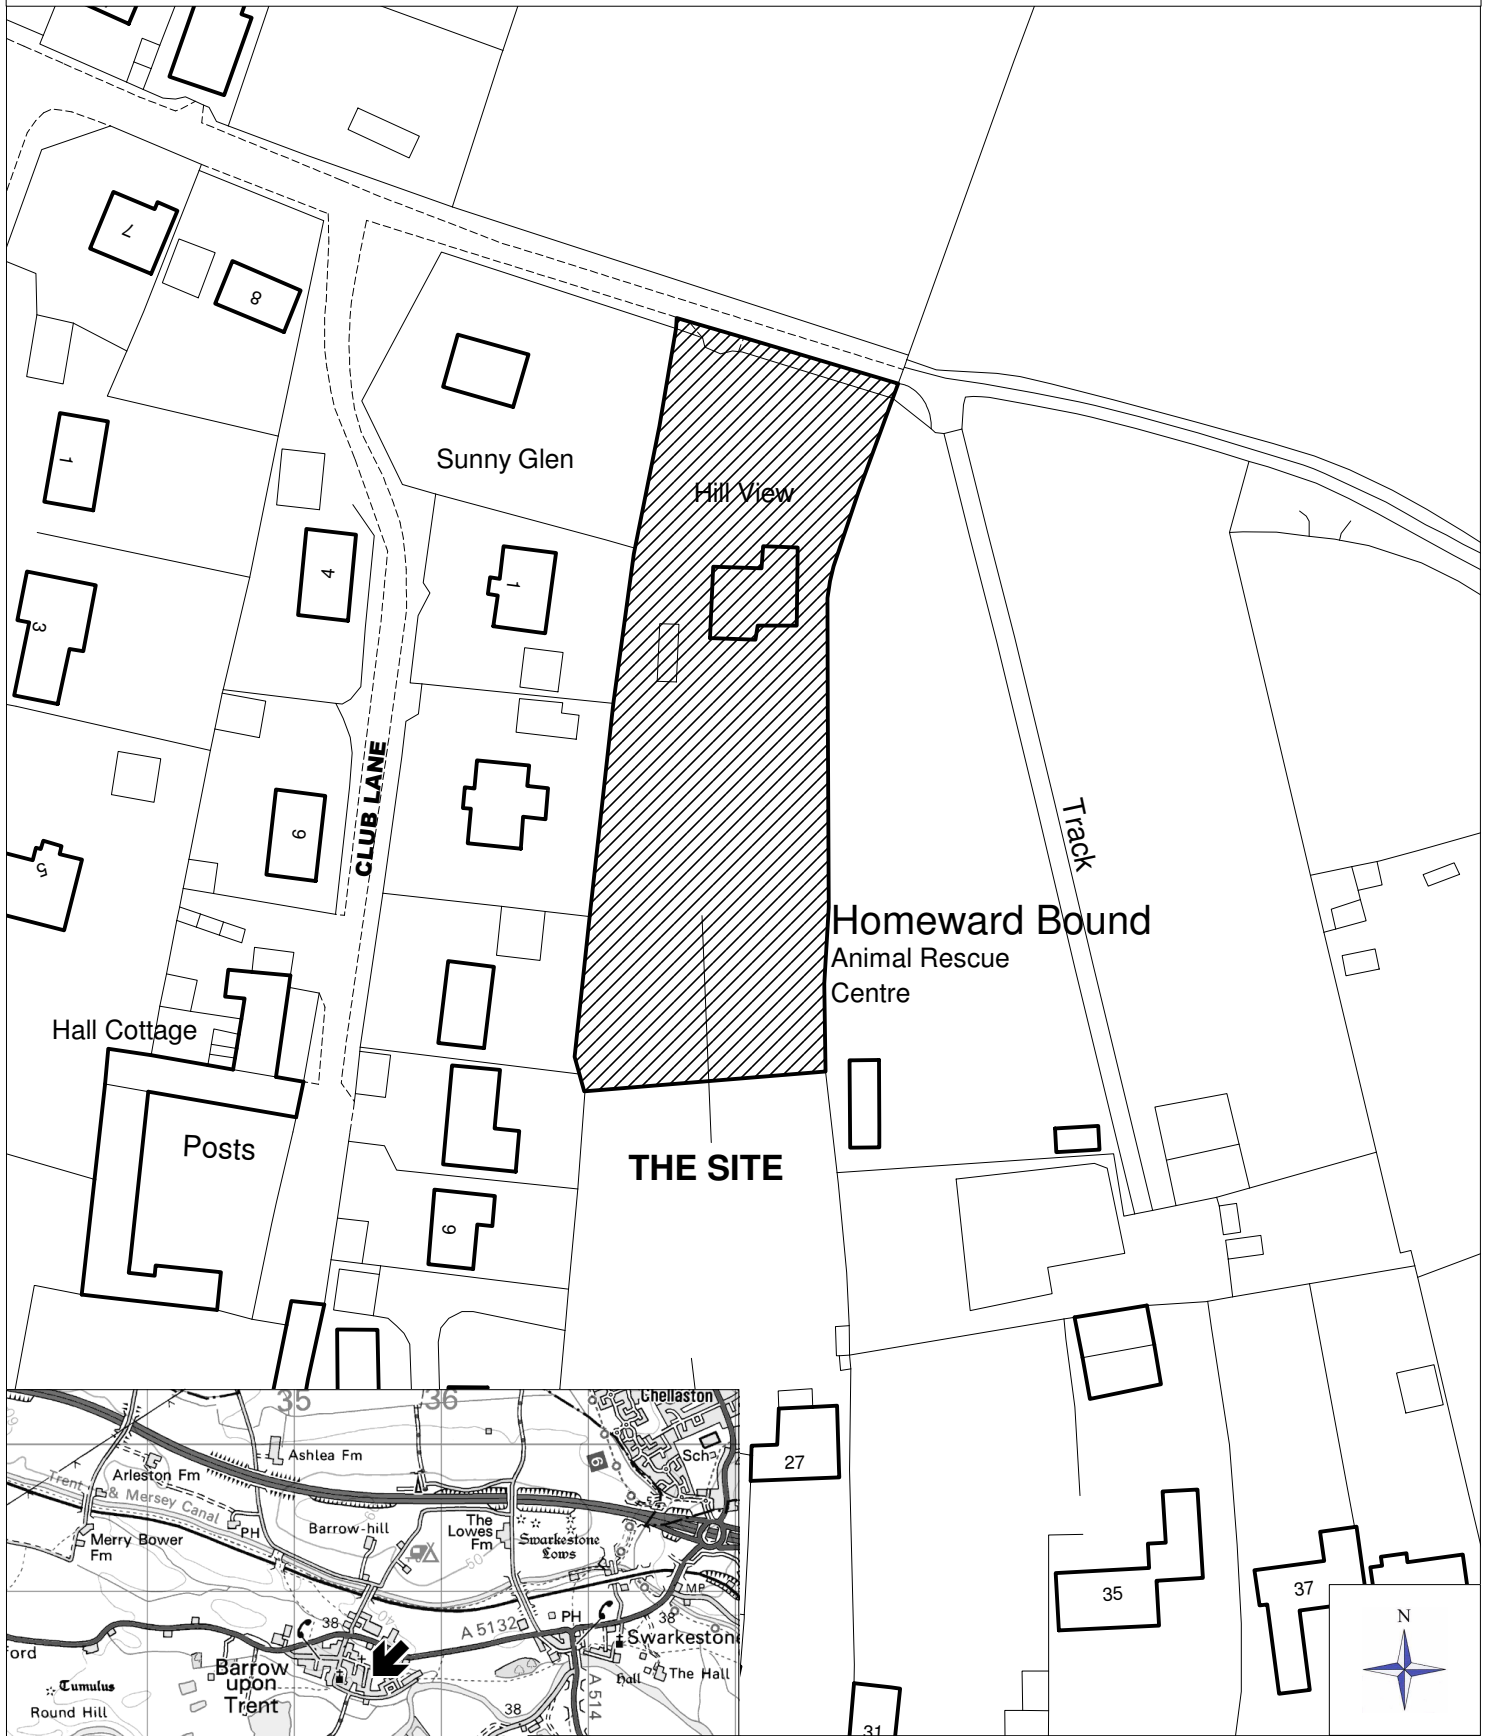 7
8
Sunny Glen
Hill View
1
4
1
3
CLUB LANE
Track
6
5
Homeward Bound
Animal Rescue
Centre
Hall Cottage
Posts
THE SITE
9
35
36
Chellaston
Sch
27
Ashlea Fm
Arleston Fm
Trent & Mersey Canal
PH
Barrow-hill
The
Lowes
Fm
Swarkestone
Lows
Merry Bower
Fm
50
6
MP
35
37
N
38
40
A 5132
PH
38
Swarkestone
ford
Barrow
upon
Trent
Hall
The Hall
Tumulus
Round Hill
38
A 514
31